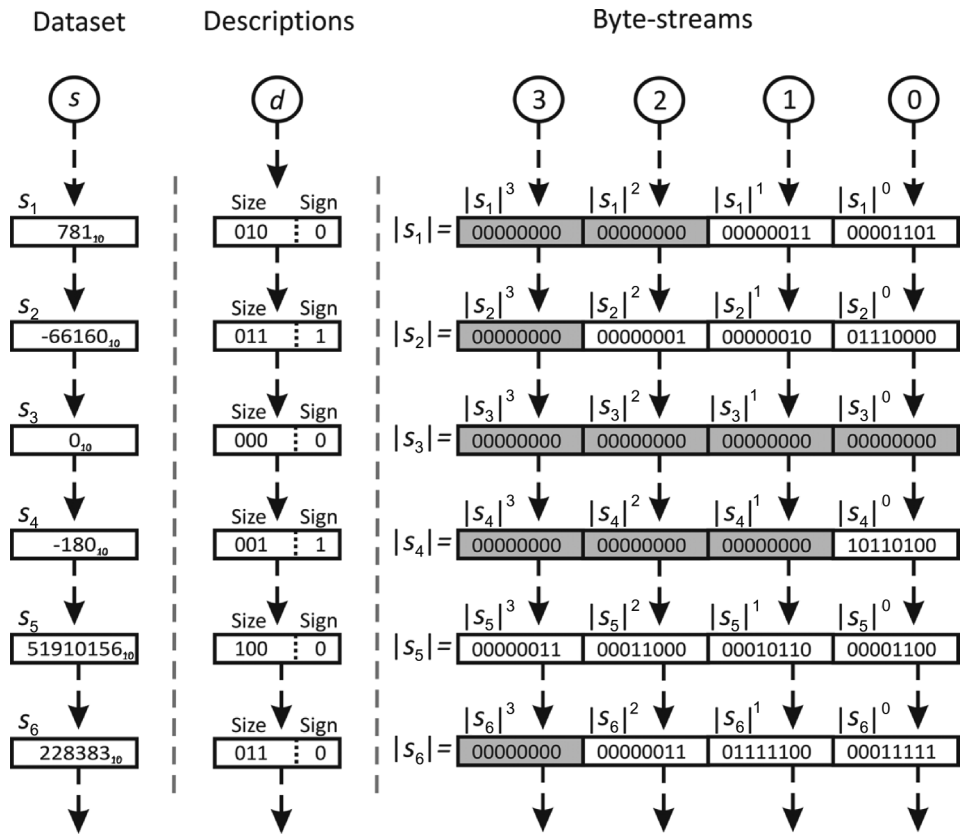 Dataset Descriptions Byte-streams
s d 3 2 1 0
s₁ Size Sign |s₁|³ |s₁|² |s₁|¹ |s₁|⁰
781₁₀ 010 0 |s₁|= 00000000 00000000 00000011 00001101
s₂ Size Sign |s₂|³ |s₂|² |s₂|¹ |s₂|⁰
-66160₁₀ 011 1 |s₂|= 00000000 00000001 00000010 01110000
s₃ Size Sign |s₃|³ |s₃|² |s₃|¹ |s₃|⁰
0₁₀ 000 0 |s₃|= 00000000 00000000 00000000 00000000
s₄ Size Sign |s₄|³ |s₄|² |s₄|¹ |s₄|⁰
-180₁₀ 001 1 |s₄|= 00000000 00000000 00000000 10110100
s₅ Size Sign |s₅|³ |s₅|² |s₅|¹ |s₅|⁰
51910156₁₀ 100 0 |s₅|= 00000011 00011000 00010110 00001100
s₆ Size Sign |s₆|³ |s₆|² |s₆|¹ |s₆|⁰
228383₁₀ 011 0 |s₆|= 00000000 00000011 01111100 00011111